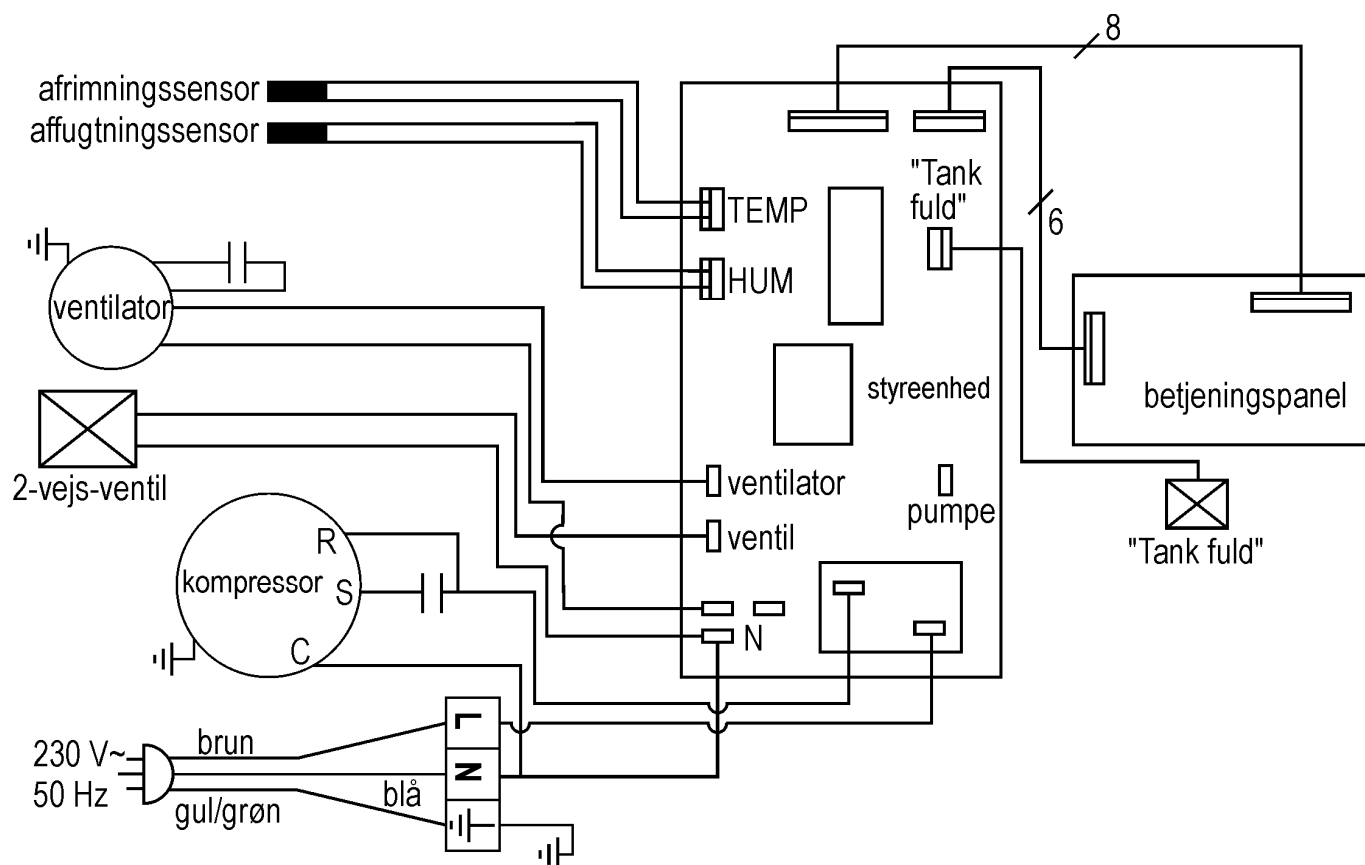 8
afrimningssensor
affugtningssensor
"Tank
fuld"
TEMP
6
HUM
ventilator
styreenhed
betjeningspanel
2-vejs-ventil
ventilator
pumpe
ventil
"Tank fuld"
R
kompressor
S
N
C
L
brun
230 V~
N
50 Hz
blå
gul/grøn